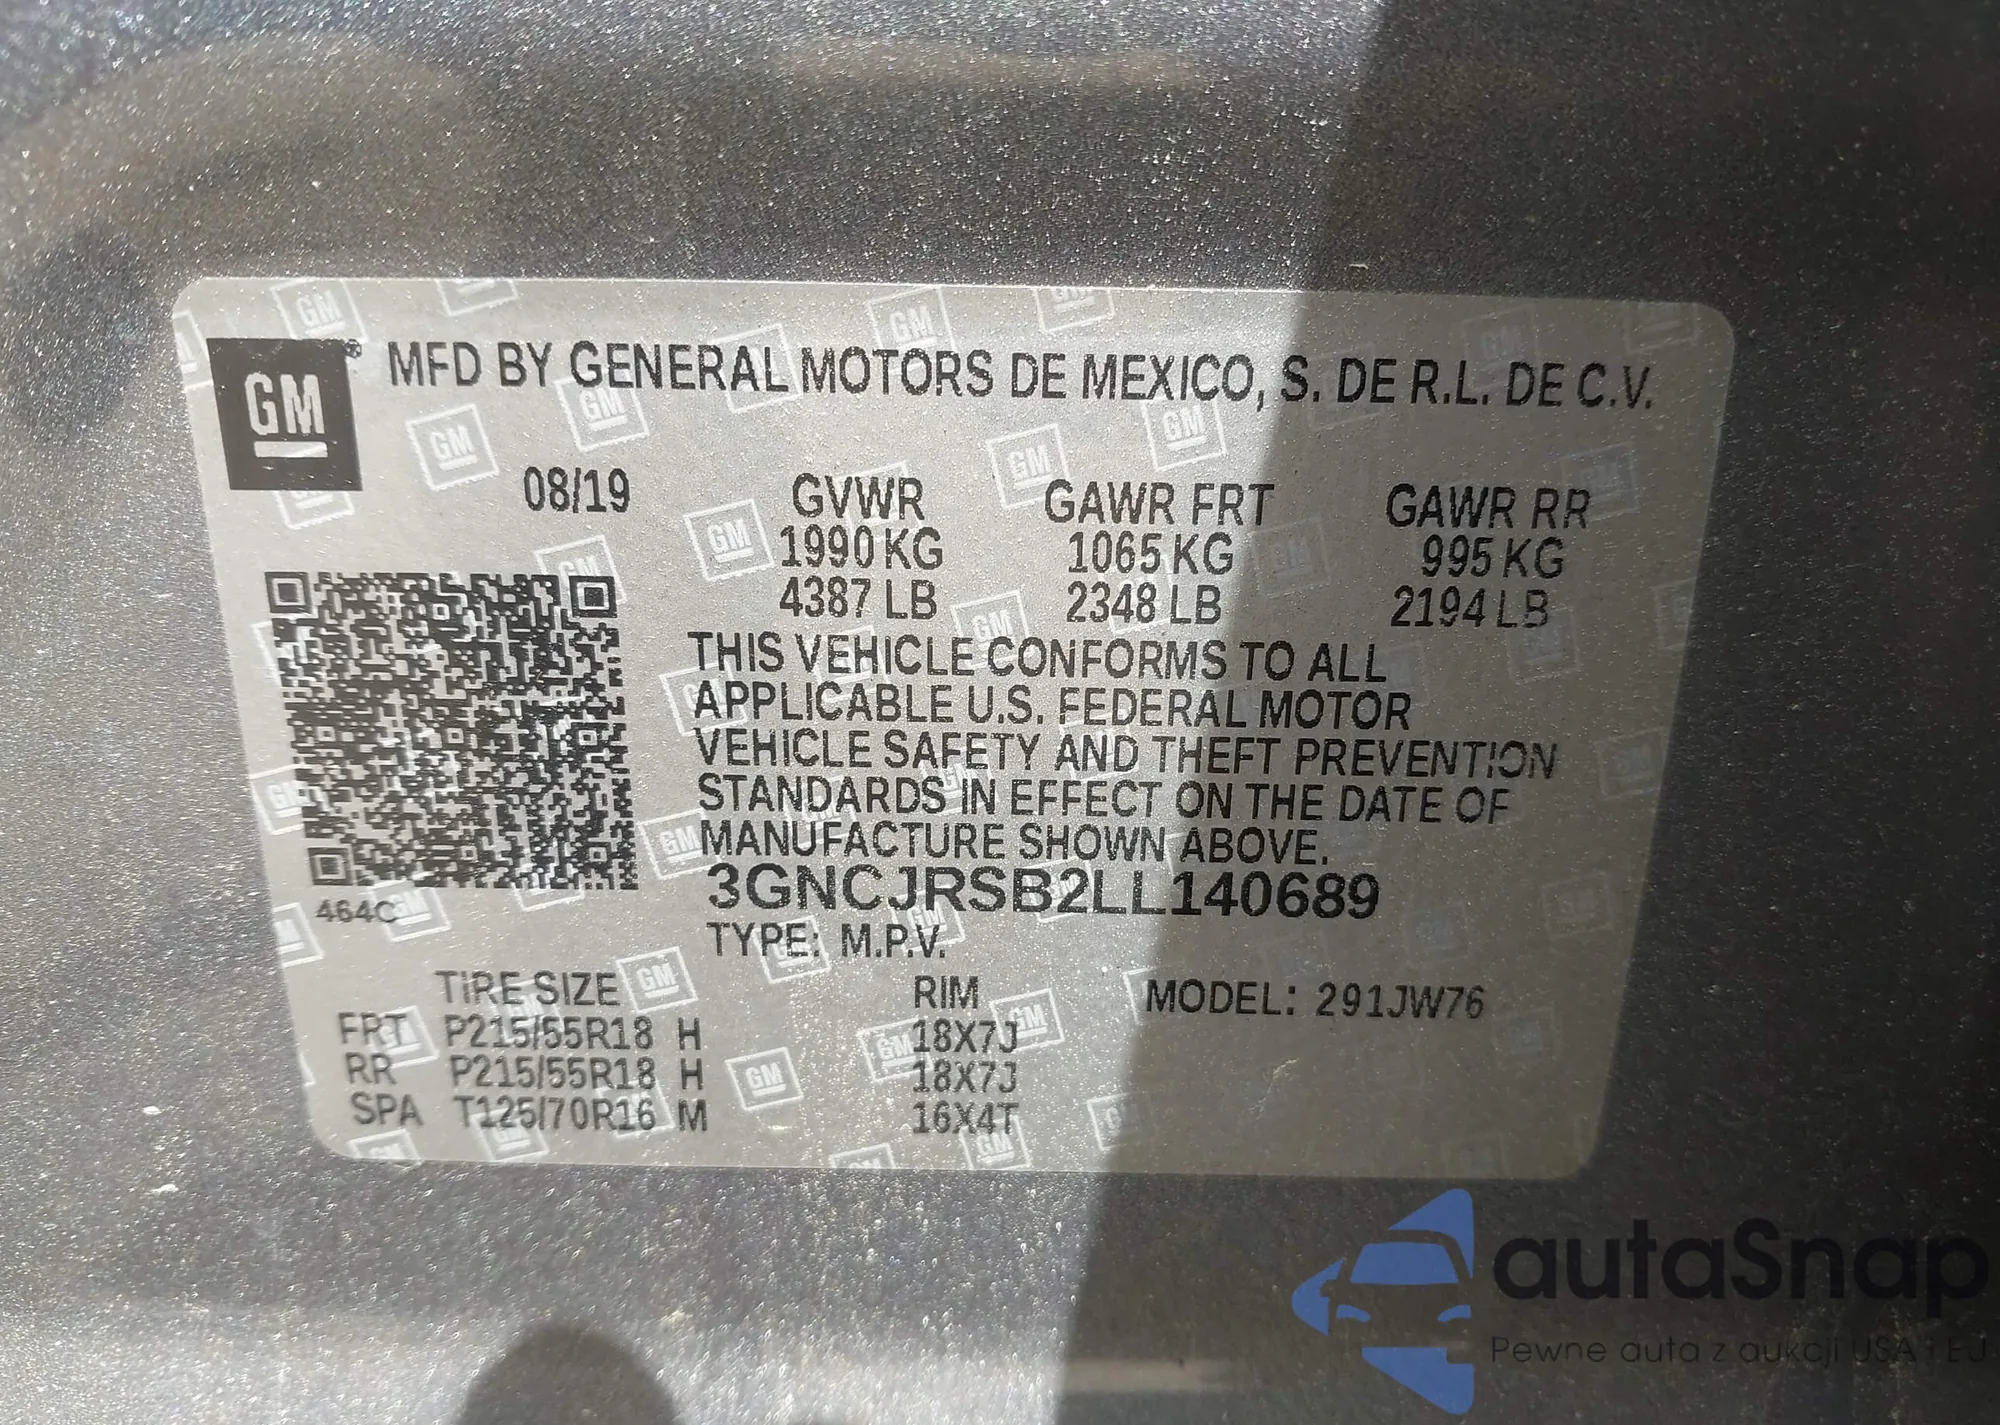 GM ® MFD BY GENERAL MOTORS DE MEXICO, S. DE R.L. DE C.V.
08/19 GVWR GAWR FRT GAWR RR
1990 KG 1065 KG 995 KG
4387 LB 2348 LB 2194 LB
THIS VEHICLE CONFORMS TO ALL
APPLICABLE U.S. FEDERAL MOTOR
VEHICLE SAFETY AND THEFT PREVENTION
STANDARDS IN EFFECT ON THE DATE OF
MANUFACTURE SHOWN ABOVE.
3GNCJRSB2LL140689
464C
TYPE: M.P.V.
TIRE SIZE RIM MODEL: 291JW76
FRT P215/55R18 H 18X7J
RR P215/55R18 H 18X7J
SPA T125/70R16 M 16X4T
autaSnap
Pewne auta z aukcji USA i EU